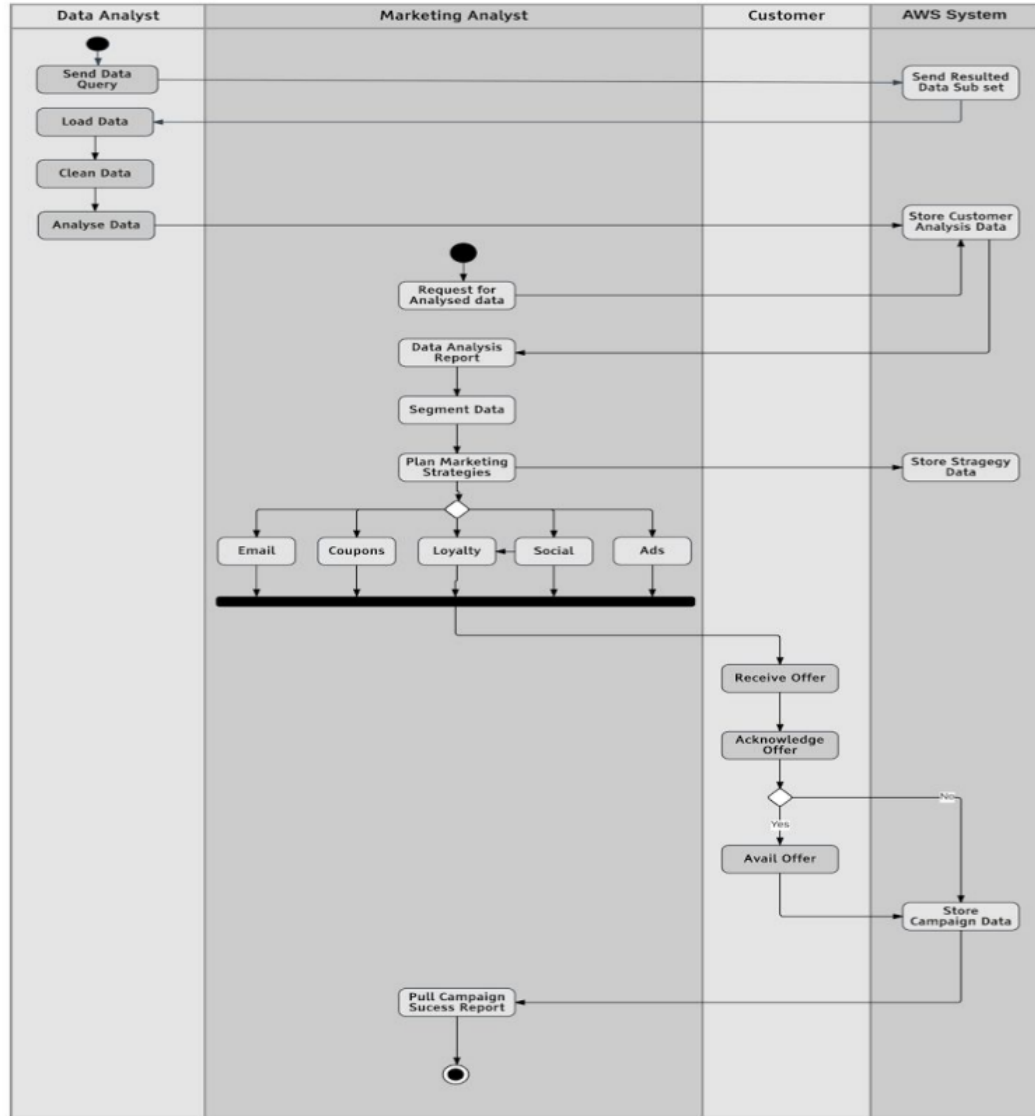 Data Analyst
Marketing Analyst
Customer
AWS System
Send Data
Query
Send Resulted
Data Sub set
Load Data
Clean Data
Analyse Data
Store Customer
Analysis Data
Request for
Analysed data
Data Analysis
Report
Segment Data
Plan Marketing
Strategies
Store Stragegy
Data
Email
Coupons
Loyalty
Social
Ads
Receive Offer
Acknowledge
Offer
No
Yes
Avail Offer
Store
Campaign Data
Pull Campaign
Sucess Report